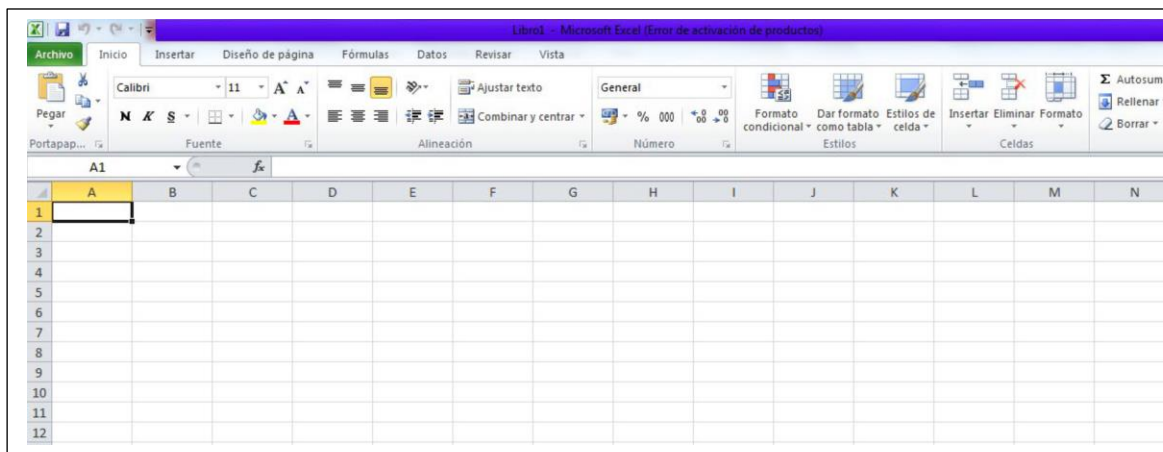 Libro1 - Microsoft Excel (Error de activación de productos)
Archivo Inicio Insertar Diseño de página Fórmulas Datos Revisar Vista
Calibri 11 A A Ajustar texto General Σ Autosum
Pegar N K S A Combinar y centrar % 000 Formato condicional Dar formato como tabla Estilos de celda Insertar Eliminar Formato Rellenar
Borrar
Portapap... Fuente Alineación Número Estilos Celdas
A1 fx
A B C D E F G H I J K L M N
1
2
3
4
5
6
7
8
9
10
11
12